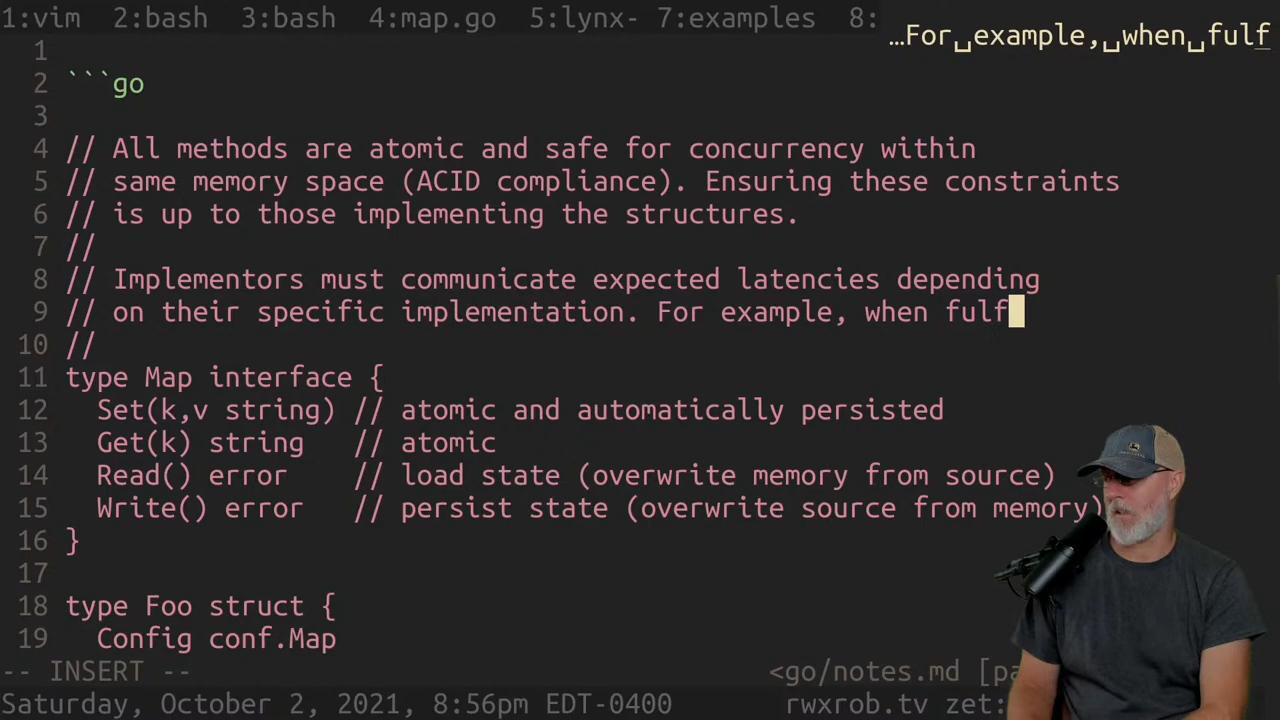 1:vim  2:bash  3:bash  4:map.go  5:lynx- 7:examples  8:
…For␣example,␣when␣fulf
1
2 ```go
3
4 // All methods are atomic and safe for concurrency within
5 // same memory space (ACID compliance). Ensuring these constraints
6 // is up to those implementing the structures.
7 //
8 // Implementors must communicate expected latencies depending
9 // on their specific implementation. For example, when fulf
10 //
11 type Map interface {
12   Set(k,v string) // atomic and automatically persisted
13   Get(k) string   // atomic
14   Read() error    // load state (overwrite memory from source)
15   Write() error   // persist state (overwrite source from memory)
16 }
17
18 type Foo struct {
19   Config conf.Map
-- INSERT -- <go/notes.md [pa
Saturday, October 2, 2021, 8:56pm EDT-0400 rwxrob.tv zet: